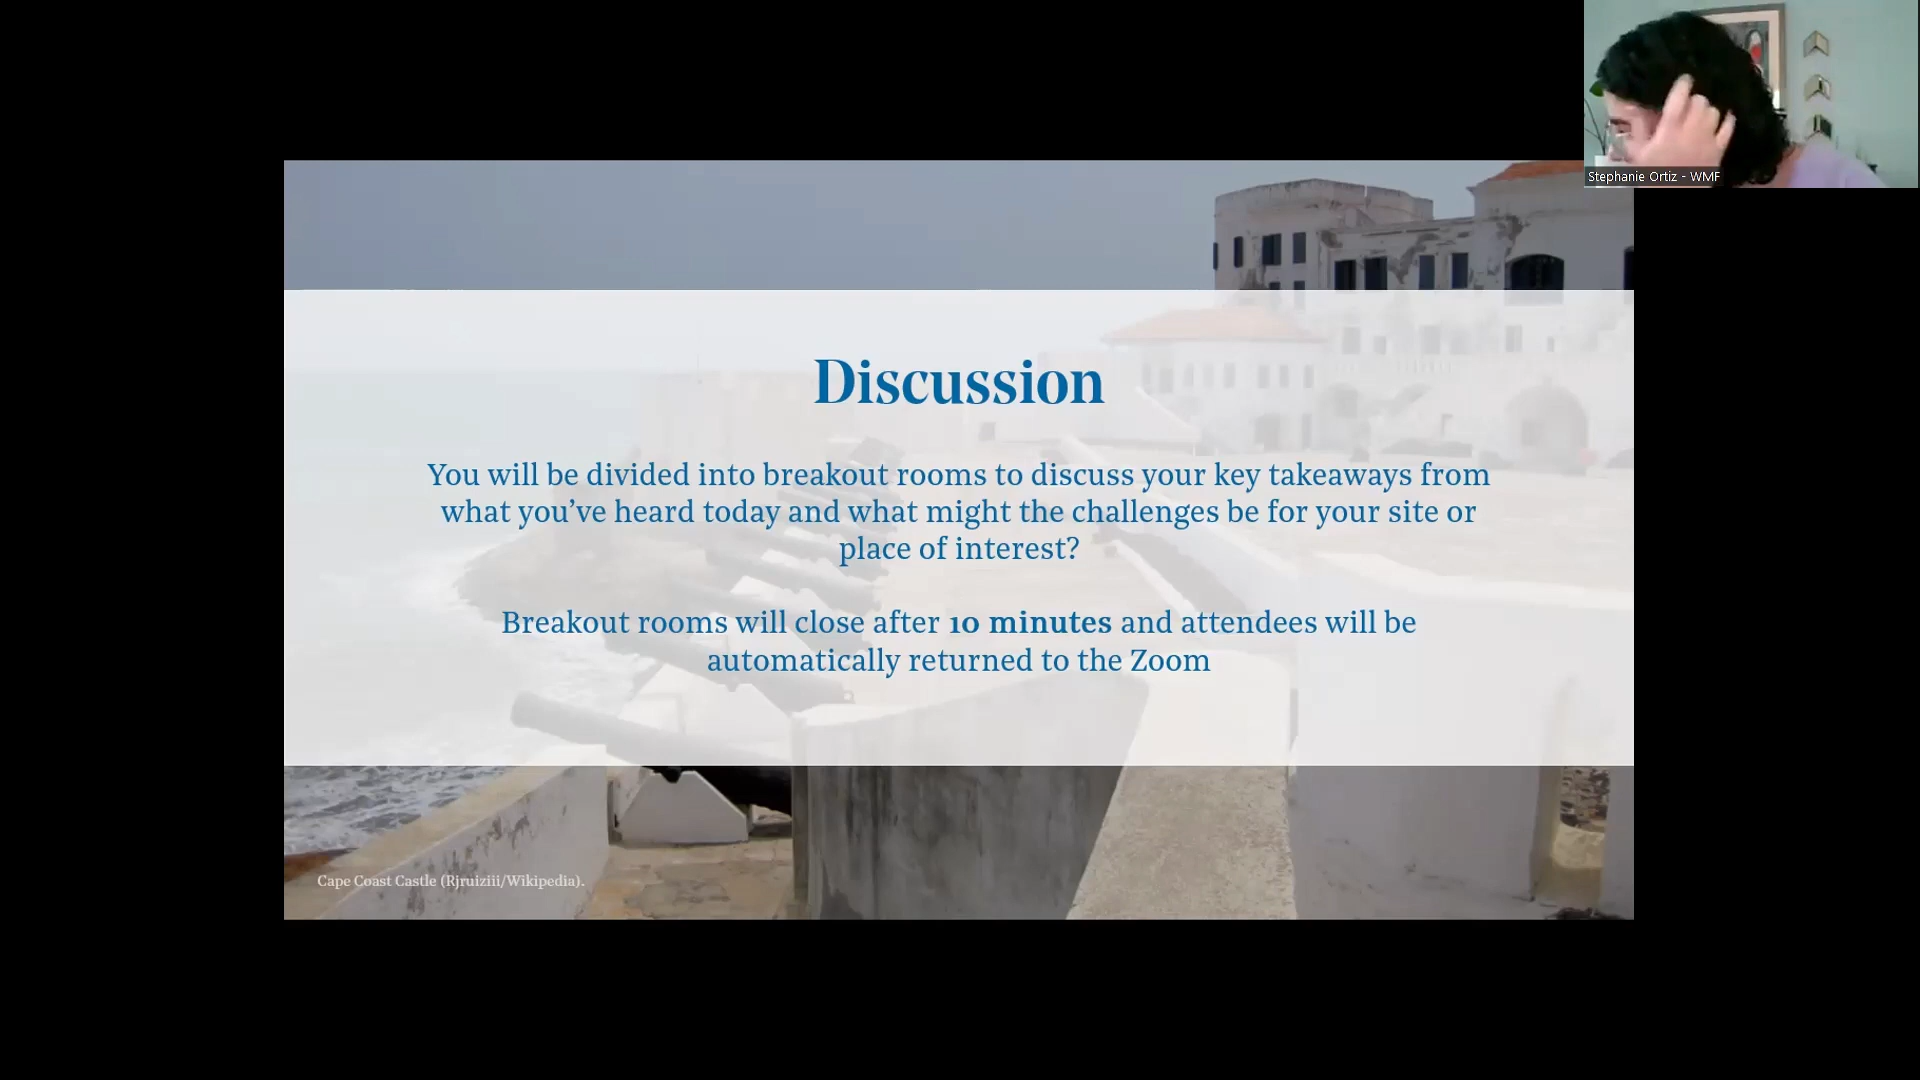 Stephanie Ortiz - WMF
Discussion
You will be divided into breakout rooms to discuss your key takeaways from
what you’ve heard today and what might the challenges be for your site or
place of interest?
Breakout rooms will close after 10 minutes and attendees will be
automatically returned to the Zoom
Cape Coast Castle (Rjruiziii/Wikipedia).